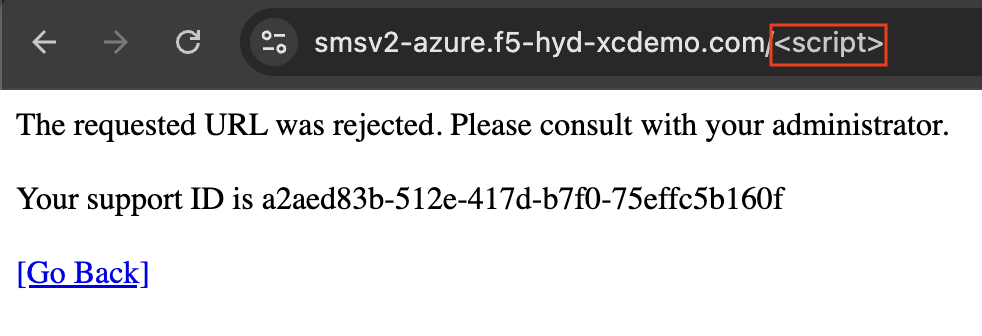 smsv2-azure.f5-hyd-xcdemo.com/<script>
The requested URL was rejected. Please consult with your administrator.
Your support ID is a2aed83b-512e-417d-b7f0-75effc5b160f
[Go Back]